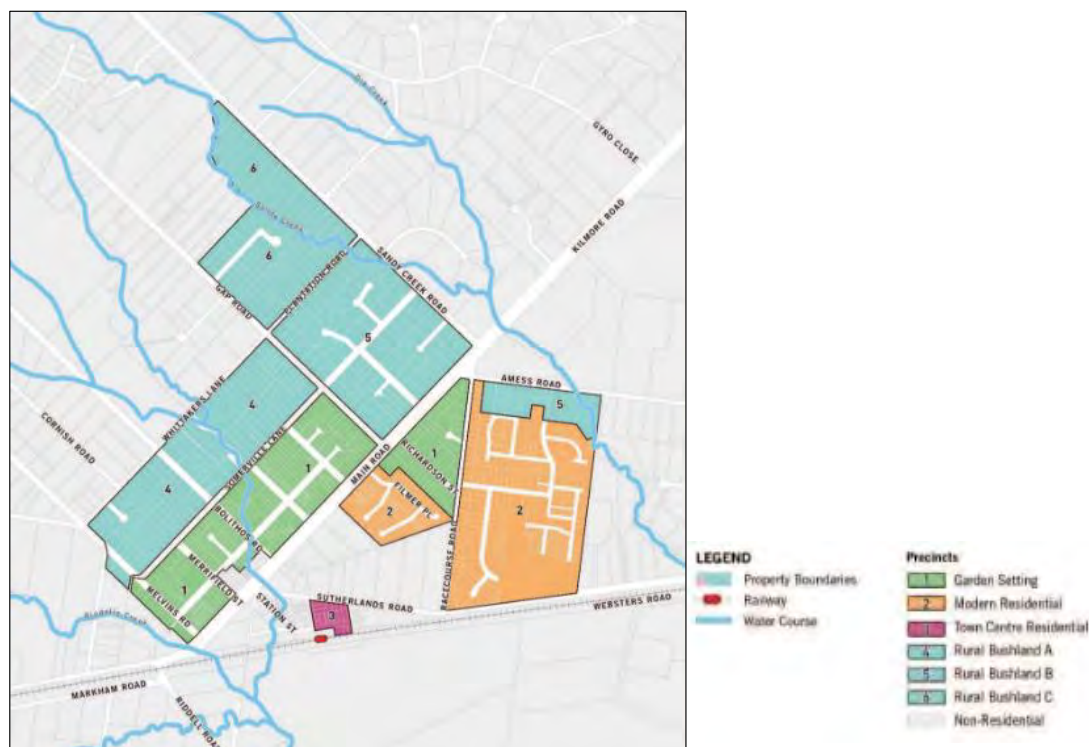 GYRO CLOSE
KILMORE ROAD
6
Sandy Creek
6
SANDY CREEK ROAD
GAP ROAD
5
WHITTAKERS LANE
4
AMESS ROAD
5
CORNISH ROAD
SOMERVILLE LANE
1
MAIN ROAD
1
RICHARDSON ST
FILMER PL
2
2
4
BOLITHOS RD
MERRIFIELD ST
1
MELVINS RD
STATION ST
RACECOURSE ROAD
SUTHERLANDS ROAD
3
WEBSTERS ROAD
MARKHAM ROAD
RIDDELL ROAD
LEGEND
Property Boundaries
Railway
Water Course
Precincts
1 Garden Setting
2 Modern Residential
3 Town Centre Residential
4 Rural Bushland A
5 Rural Bushland B
6 Rural Bushland C
Non-Residential